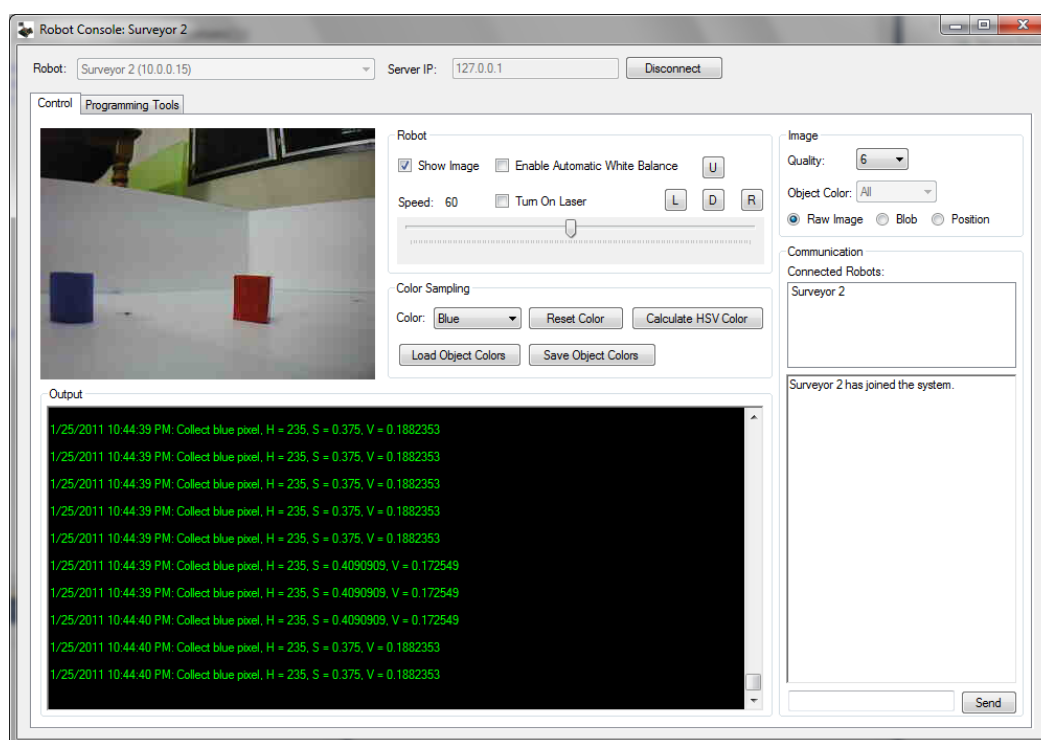 Robot Console: Surveyor 2
Robot: Surveyor 2 (10.0.0.15) Server IP: 127.0.0.1 Disconnect
Control Programming Tools
Robot
Show Image Enable Automatic White Balance U
Speed: 60 Turn On Laser L D R
Color Sampling
Color: Blue Reset Color Calculate HSV Color
Load Object Colors Save Object Colors
Image
Quality: 6
Object Color: All
Raw Image Blob Position
Communication
Connected Robots:
Surveyor 2
Surveyor 2 has joined the system.
Send
Output
1/25/2011 10:44:39 PM: Collect blue pixel, H = 235, S = 0.375, V = 0.1882353
1/25/2011 10:44:39 PM: Collect blue pixel, H = 235, S = 0.375, V = 0.1882353
1/25/2011 10:44:39 PM: Collect blue pixel, H = 235, S = 0.375, V = 0.1882353
1/25/2011 10:44:39 PM: Collect blue pixel, H = 235, S = 0.375, V = 0.1882353
1/25/2011 10:44:39 PM: Collect blue pixel, H = 235, S = 0.375, V = 0.1882353
1/25/2011 10:44:39 PM: Collect blue pixel, H = 235, S = 0.4090909, V = 0.172549
1/25/2011 10:44:39 PM: Collect blue pixel, H = 235, S = 0.4090909, V = 0.172549
1/25/2011 10:44:40 PM: Collect blue pixel, H = 235, S = 0.4090909, V = 0.172549
1/25/2011 10:44:40 PM: Collect blue pixel, H = 235, S = 0.375, V = 0.1882353
1/25/2011 10:44:40 PM: Collect blue pixel, H = 235, S = 0.375, V = 0.1882353